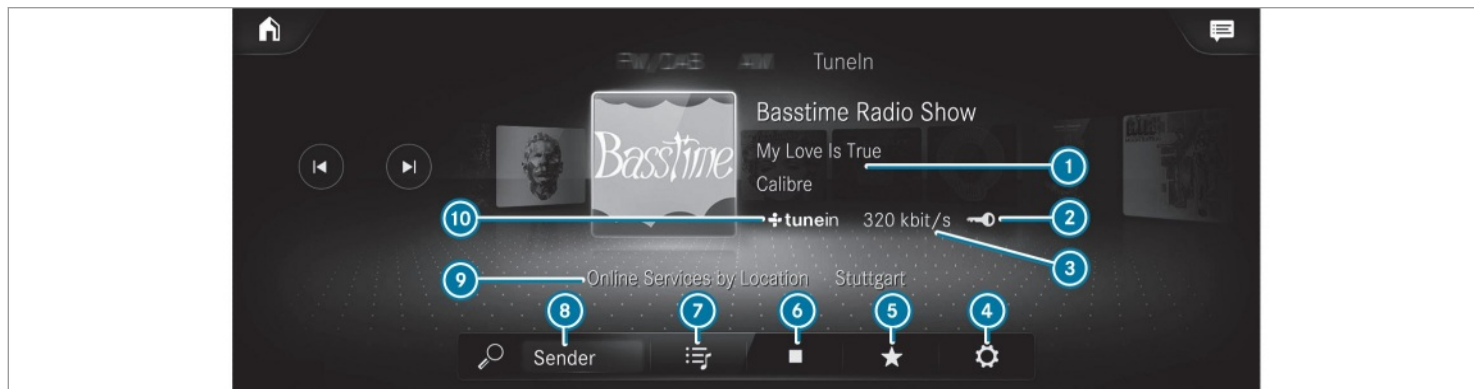 FM/DAB AM TuneIn
Basstime Radio Show
Basstime
My Love Is True
1
Calibre
10
tunein 320 kbit/s
2
3
9
Online Services by Location Stuttgart
8 7 6 5 4
Sender